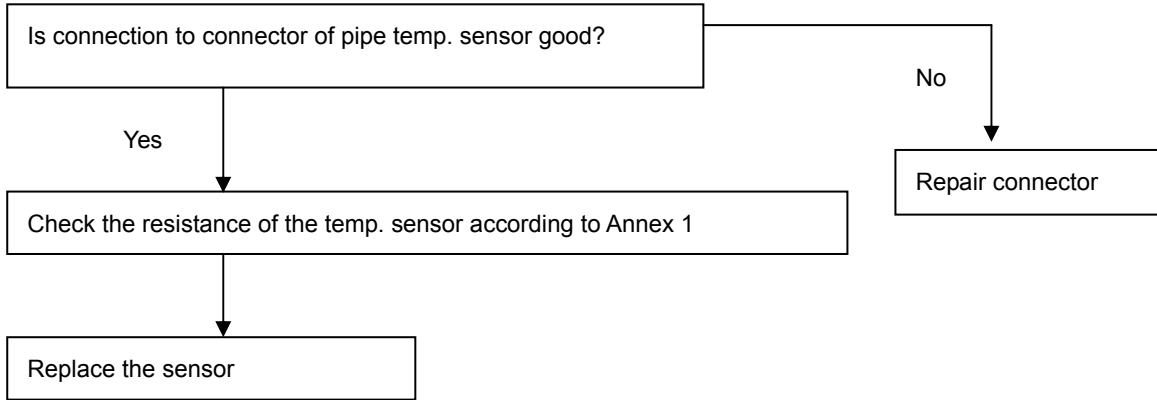 Is connection to connector of pipe temp. sensor good?
No
Yes
Repair connector
Check the resistance of the temp. sensor according to Annex 1
Replace the sensor